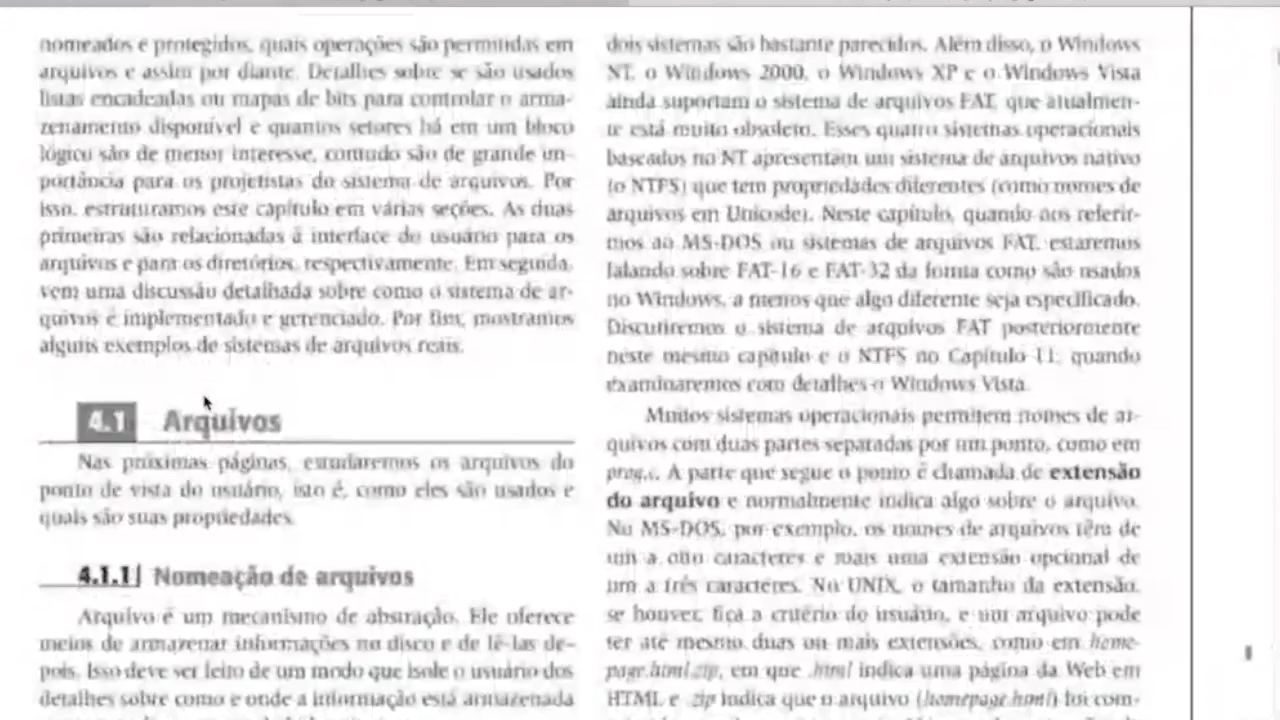 nomeados e protegidos, quais operações são permitidas em
arquivos e assim por diante. Detalhes sobre se são usados
listas encadeadas ou mapas de bits para controlar o arma-
zenamento disponível e quantos setores há em um bloco
lógico são de menor interesse, contudo são de grande im-
portância para os projetistas do sistema de arquivos. Por
isso, estruturamos este capítulo em várias seções. As duas
primeiras são relacionadas à interface do usuário para os
arquivos e para os diretórios, respectivamente. Em seguida,
vem uma discussão detalhada sobre como o sistema de ar-
quivos é implementado e gerenciado. Por fim, mostramos
alguns exemplos de sistemas de arquivos reais.
4.1 Arquivos
Nas próximas páginas, estudaremos os arquivos do
ponto de vista do usuário, isto é, como eles são usados e
quais são suas propriedades.
4.1.1 | Nomeação de arquivos
Arquivo é um mecanismo de abstração. Ele oferece
meios de armazenar informações no disco e de lê-las de-
pois. Isso deve ser feito de um modo que isole o usuário dos
detalhes sobre como e onde a informação está armazenada
dois sistemas são bastante parecidos. Além disso, o Windows
NT, o Windows 2000, o Windows XP e o Windows Vista
ainda suportam o sistema de arquivos FAT, que atualmen-
te está muito obsoleto. Esses quatro sistemas operacionais
baseados no NT apresentam um sistema de arquivos nativo
(o NTFS) que tem propriedades diferentes (como nomes de
arquivos em Unicode). Neste capítulo, quando nos referir-
mos ao MS-DOS ou sistemas de arquivos FAT, estaremos
falando sobre FAT-16 e FAT-32 da forma como são usados
no Windows, a menos que algo diferente seja especificado.
Discutiremos o sistema de arquivos FAT posteriormente
neste mesmo capítulo e o NTFS no Capítulo 11, quando
examinaremos com detalhes o Windows Vista.
Muitos sistemas operacionais permitem nomes de ar-
quivos com duas partes separadas por um ponto, como em
prog.c. A parte que segue o ponto é chamada de extensão
do arquivo e normalmente indica algo sobre o arquivo.
No MS-DOS, por exemplo, os nomes de arquivos têm de
um a oito caracteres e mais uma extensão opcional de
um a três caracteres. No UNIX, o tamanho da extensão,
se houver, fica a critério do usuário, e um arquivo pode
ter até mesmo duas ou mais extensões, como em home-
page.html.zip, em que .html indica uma página da Web em
HTML e .zip indica que o arquivo (homepage.html) foi com-